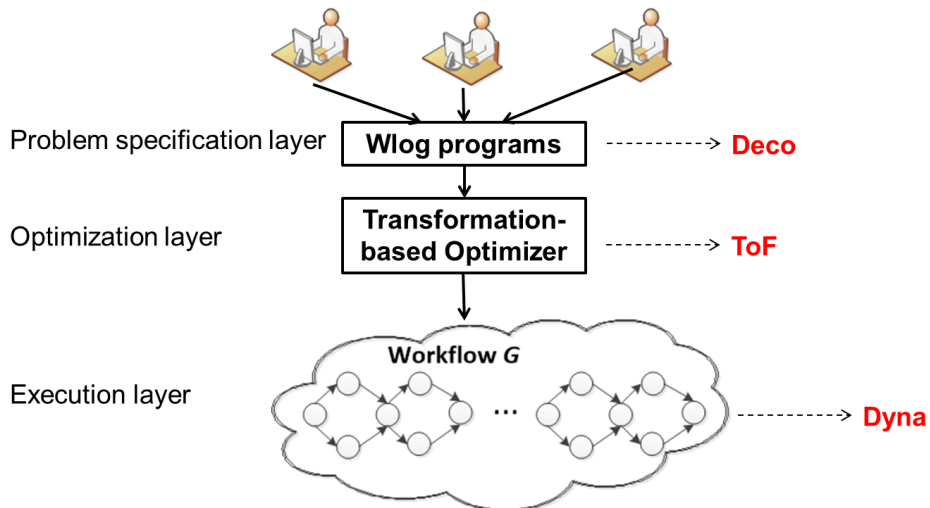 Problem specification layer
Wlog programs
Deco
Optimization layer
Transformation-
based Optimizer
ToF
Workflow G
Execution layer
...
Dyna